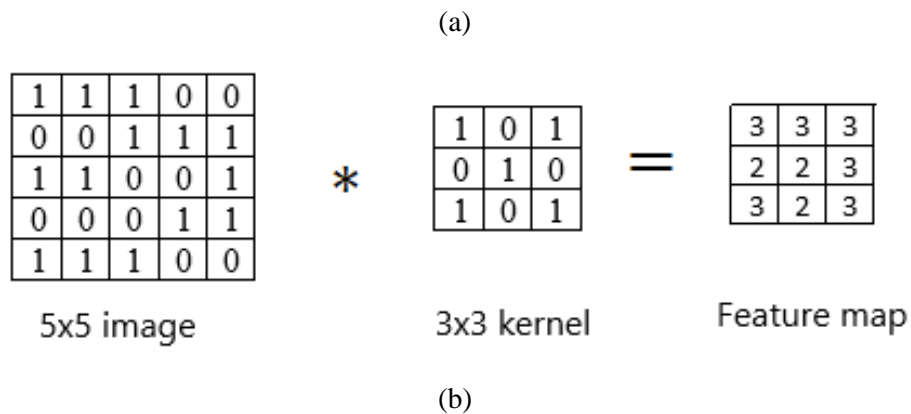 (a)
1 1 1 0 0
0 0 1 1 1
1 1 0 0 1
0 0 0 1 1
1 1 1 0 0
*
1 0 1
0 1 0
1 0 1
=
3 3 3
2 2 3
3 2 3
5x5 image
3x3 kernel
Feature map
(b)